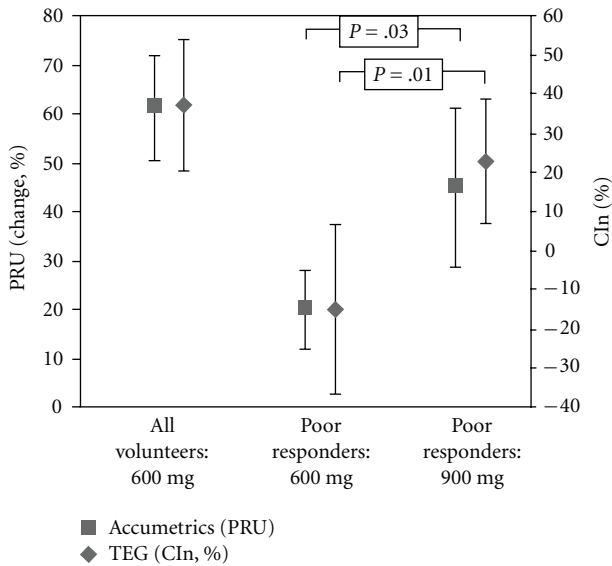 80
70
60
50
40
30
20
10
0
PRU (change, %)
60
50
40
30
20
10
0
−10
−20
−30
−40
CIn (%)
P = .03
P = .01
All
volunteers:
600 mg
Poor
responders:
600 mg
Poor
responders:
900 mg
Accumetrics (PRU)
TEG (CIn, %)